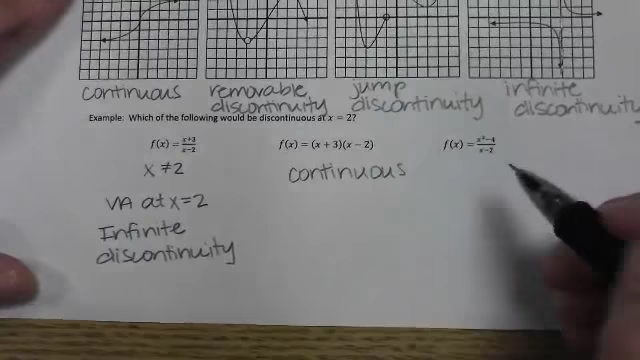 continuous
removable
discontinuity
jump
discontinuity
infinite
discontinuity
Example: Which of the following would be discontinuous at x = 2?
f(x) = x+3/x−2
f(x) = (x + 3)(x − 2)
f(x) = x²−4/x−2
x ≠ 2
continuous
VA at x = 2
Infinite
discontinuity